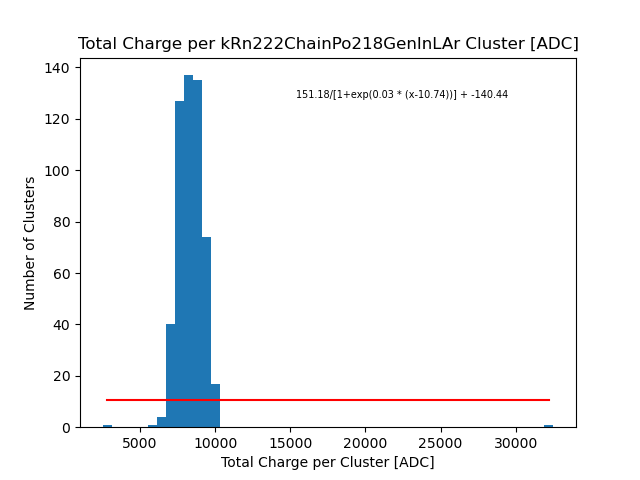 Total Charge per kRn222ChainPo218GenInLAr Cluster [ADC]
140
151.18/[1+exp(0.03 * (x-10.74))] + -140.44
120
100
80
60
40
20
0
Number of Clusters
5000 10000 15000 20000 25000 30000
Total Charge per Cluster [ADC]